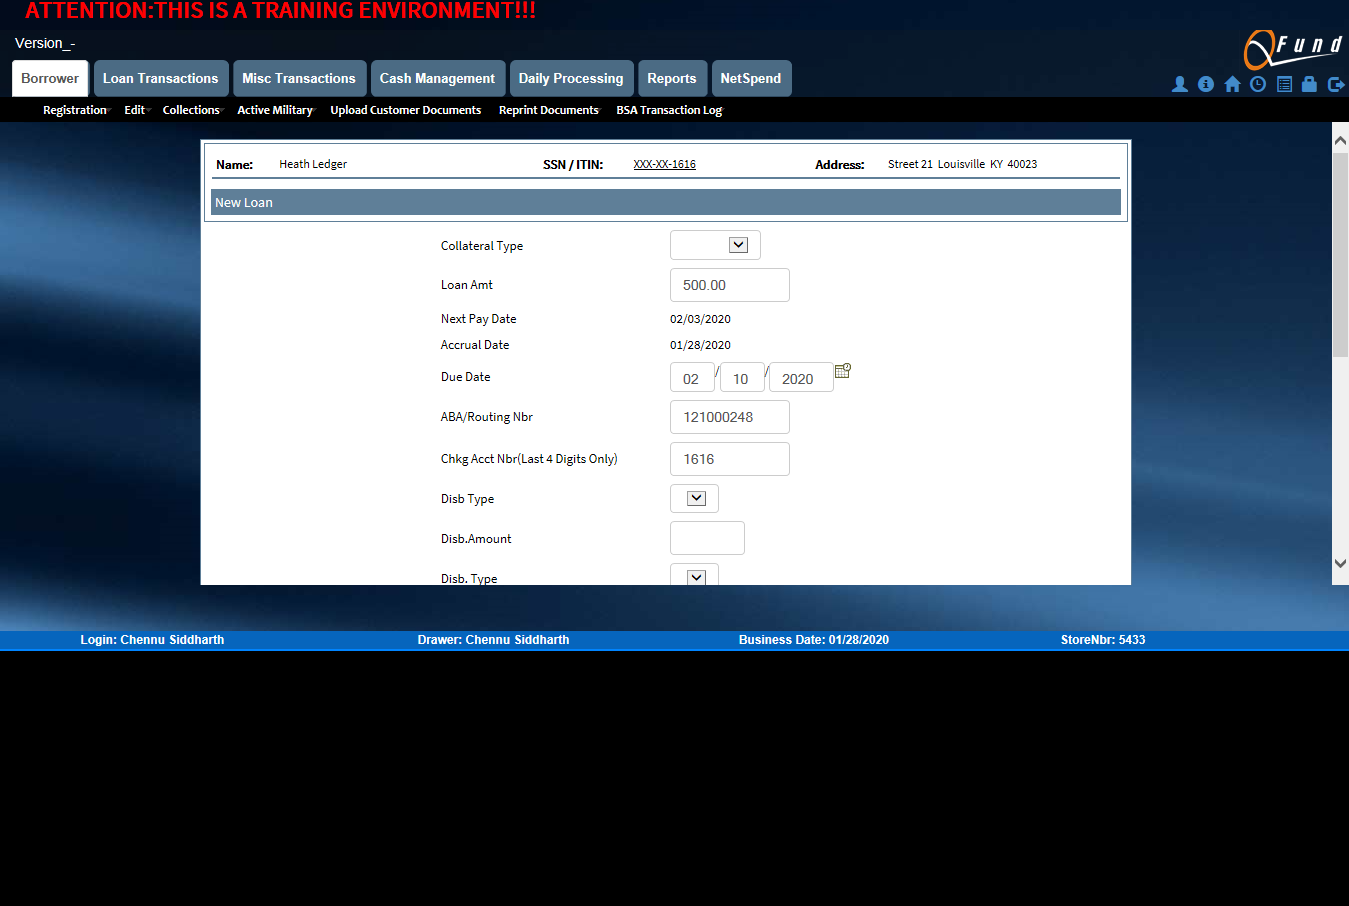 ATTENTION:THIS IS A TRAINING ENVIRONMENT!!!
Version_-
QFund
Borrower Loan Transactions Misc Transactions Cash Management Daily Processing Reports NetSpend
Registration Edit Collections Active Military Upload Customer Documents Reprint Documents BSA Transaction Log
Name: Heath Ledger SSN / ITIN: XXX-XX-1616 Address: Street 21 Louisville KY 40023
New Loan
Collateral Type
Loan Amt 500.00
Next Pay Date 02/03/2020
Accrual Date 01/28/2020
Due Date 02 / 10 / 2020
ABA/Routing Nbr 121000248
Chkg Acct Nbr(Last 4 Digits Only) 1616
Disb Type
Disb.Amount
Disb. Type
Login: Chennu Siddharth Drawer: Chennu Siddharth Business Date: 01/28/2020 StoreNbr: 5433